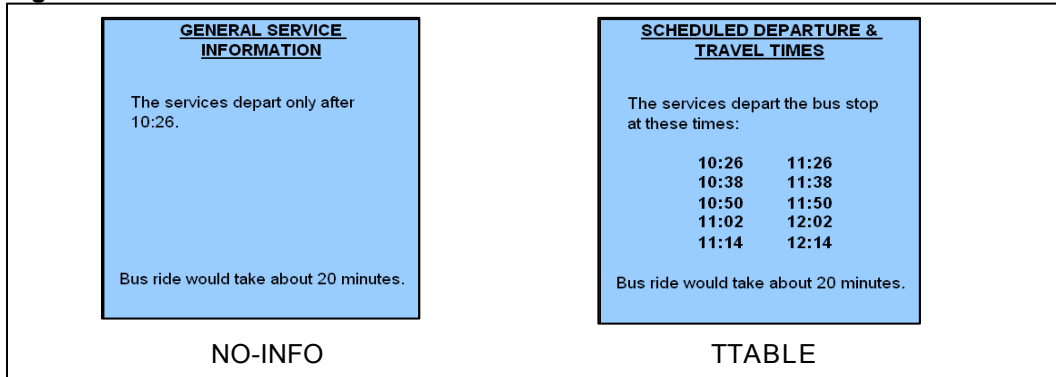 GENERAL SERVICE
INFORMATION
The services depart only after
10:26.
Bus ride would take about 20 minutes.
NO-INFO
SCHEDULED DEPARTURE &
TRAVEL TIMES
The services depart the bus stop
at these times:
10:26 11:26
10:38 11:38
10:50 11:50
11:02 12:02
11:14 12:14
Bus ride would take about 20 minutes.
TTABLE